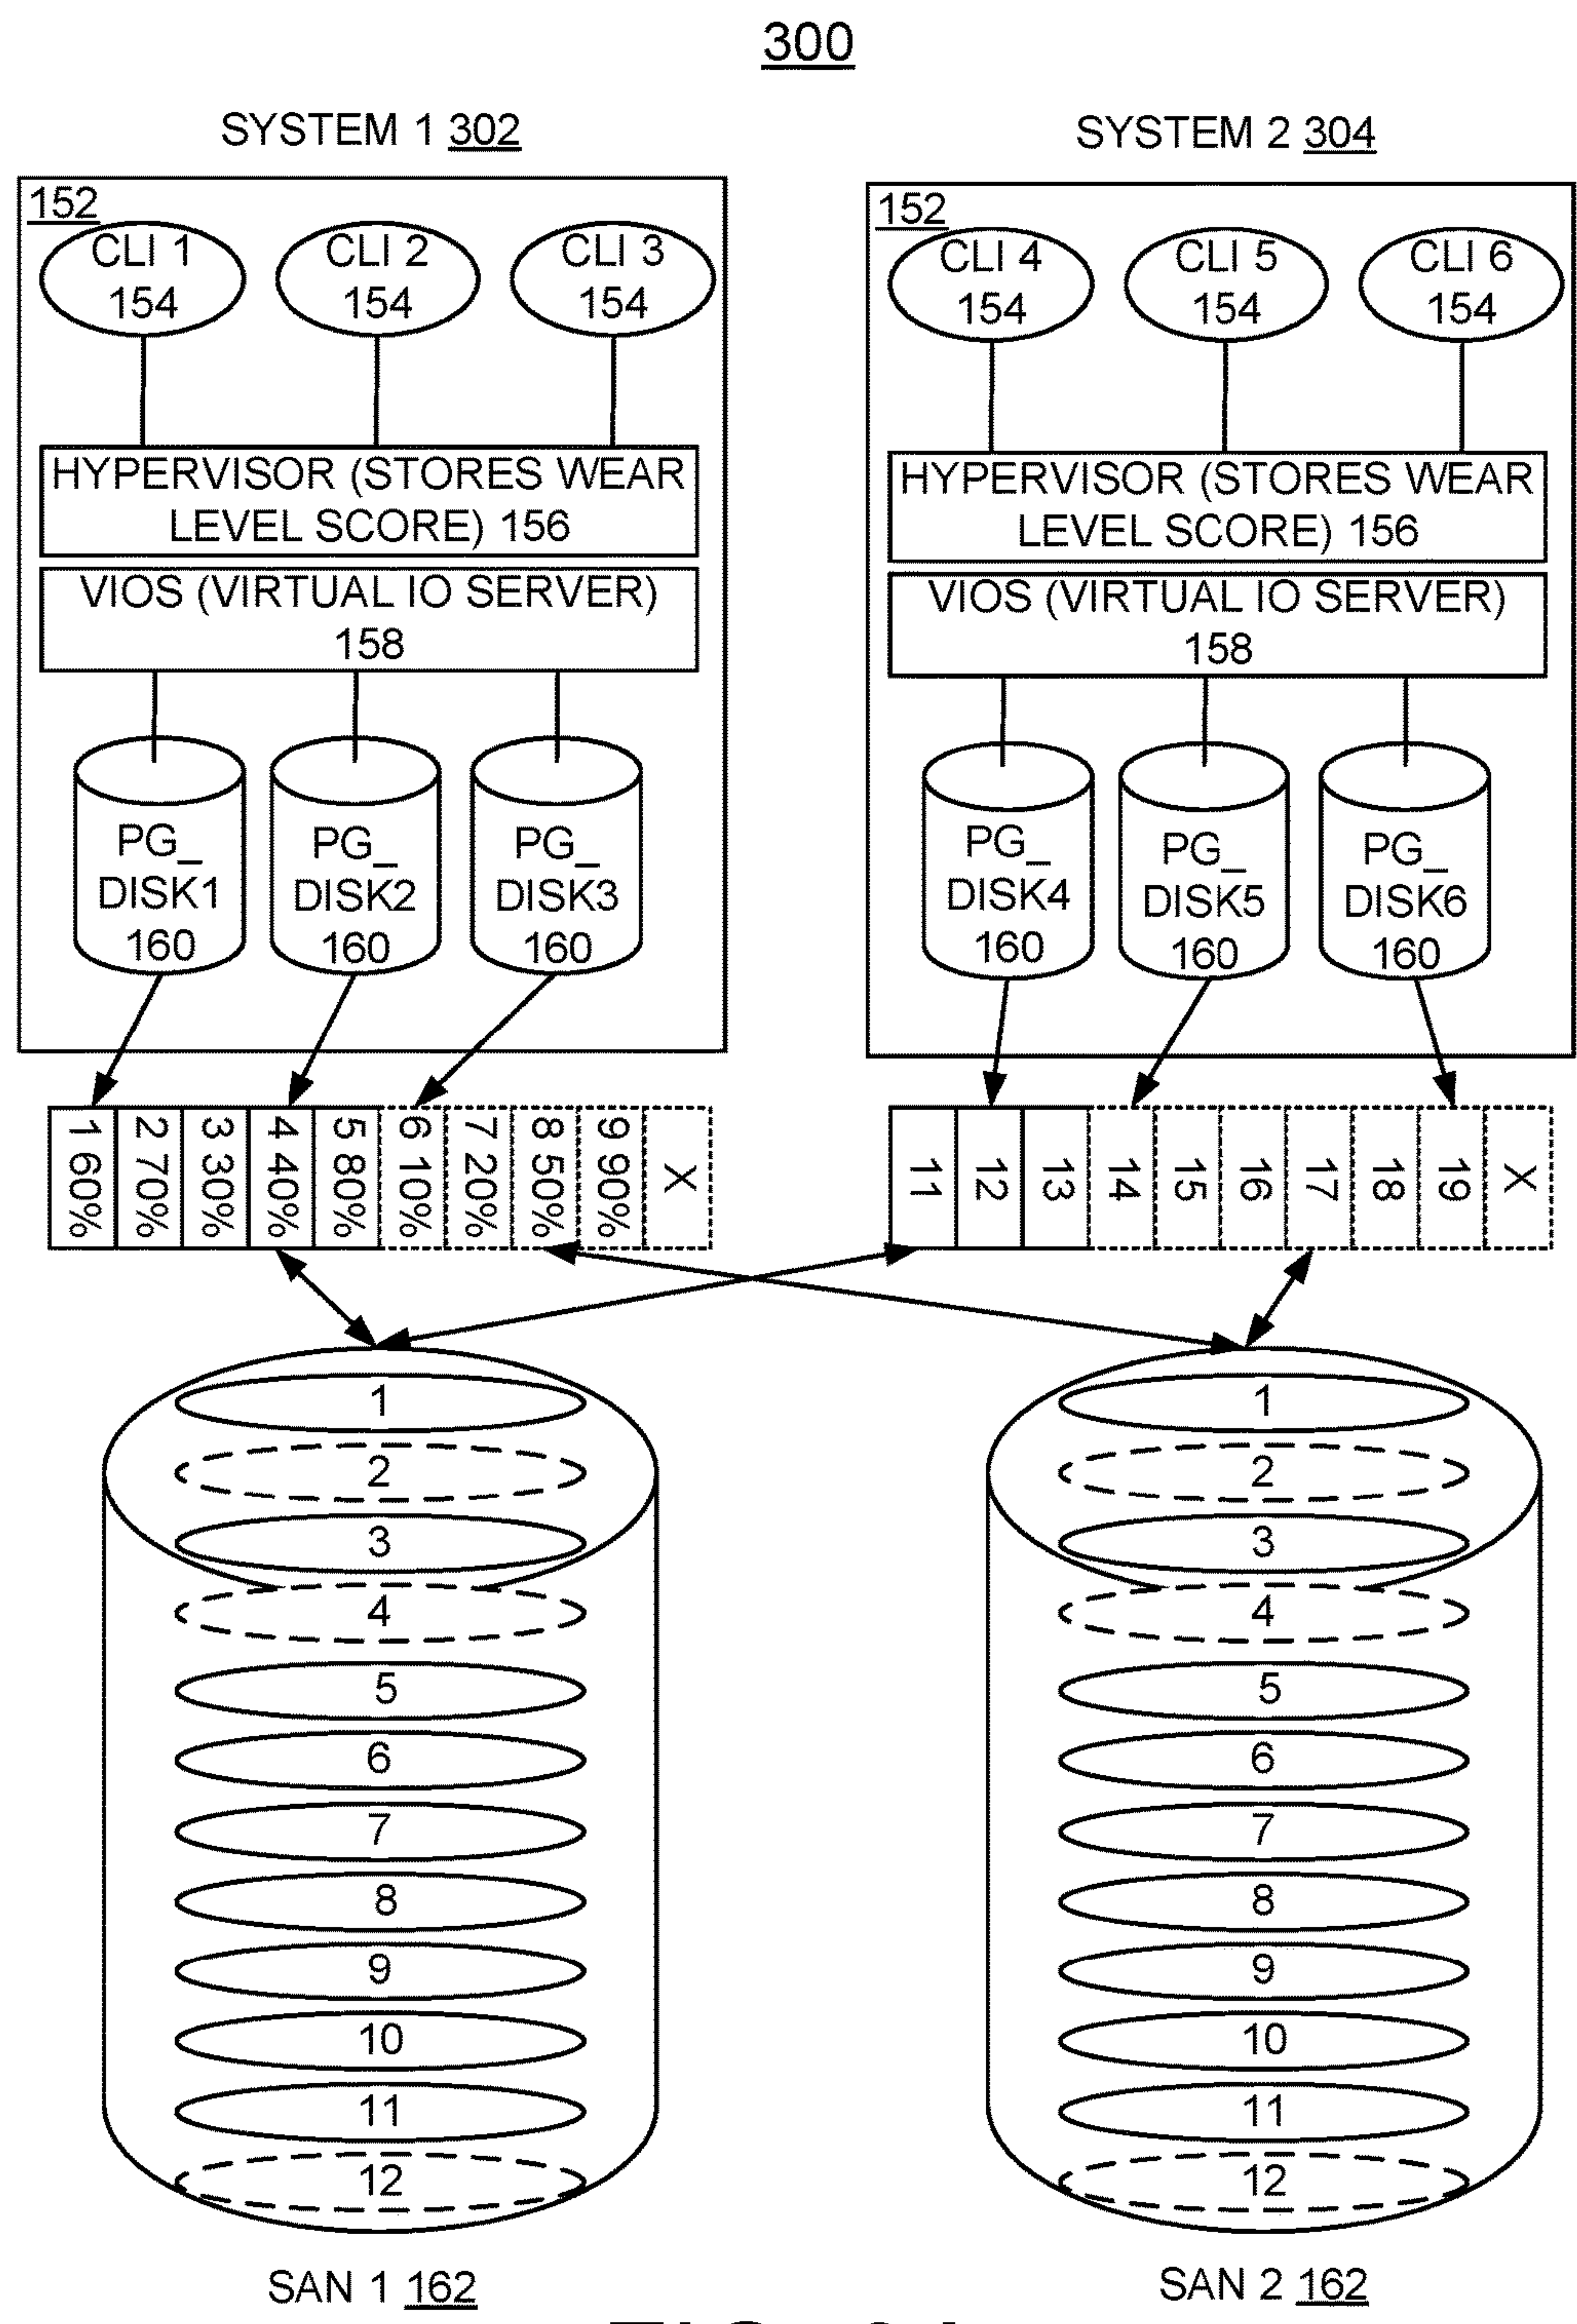 300
SYSTEM 1 302
SYSTEM 2 304
152
CLI 1
154
CLI 2
154
CLI 3
154
HYPERVISOR (STORES WEAR
LEVEL SCORE) 156
VIOS (VIRTUAL IO SERVER)
158
PG_
DISK1
160
PG_
DISK2
160
PG_
DISK3
160
152
CLI 4
154
CLI 5
154
CLI 6
154
HYPERVISOR (STORES WEAR
LEVEL SCORE) 156
VIOS (VIRTUAL IO SERVER)
158
PG_
DISK4
160
PG_
DISK5
160
PG_
DISK6
160
1 60%
2 70%
3 30%
4 40%
5 80%
6 10%
7 20%
8 50%
9 90%
X
11
12
13
14
15
16
17
18
19
X
1
2
3
4
5
6
7
8
9
10
11
12
SAN 1 162
1
2
3
4
5
6
7
8
9
10
11
12
SAN 2 162